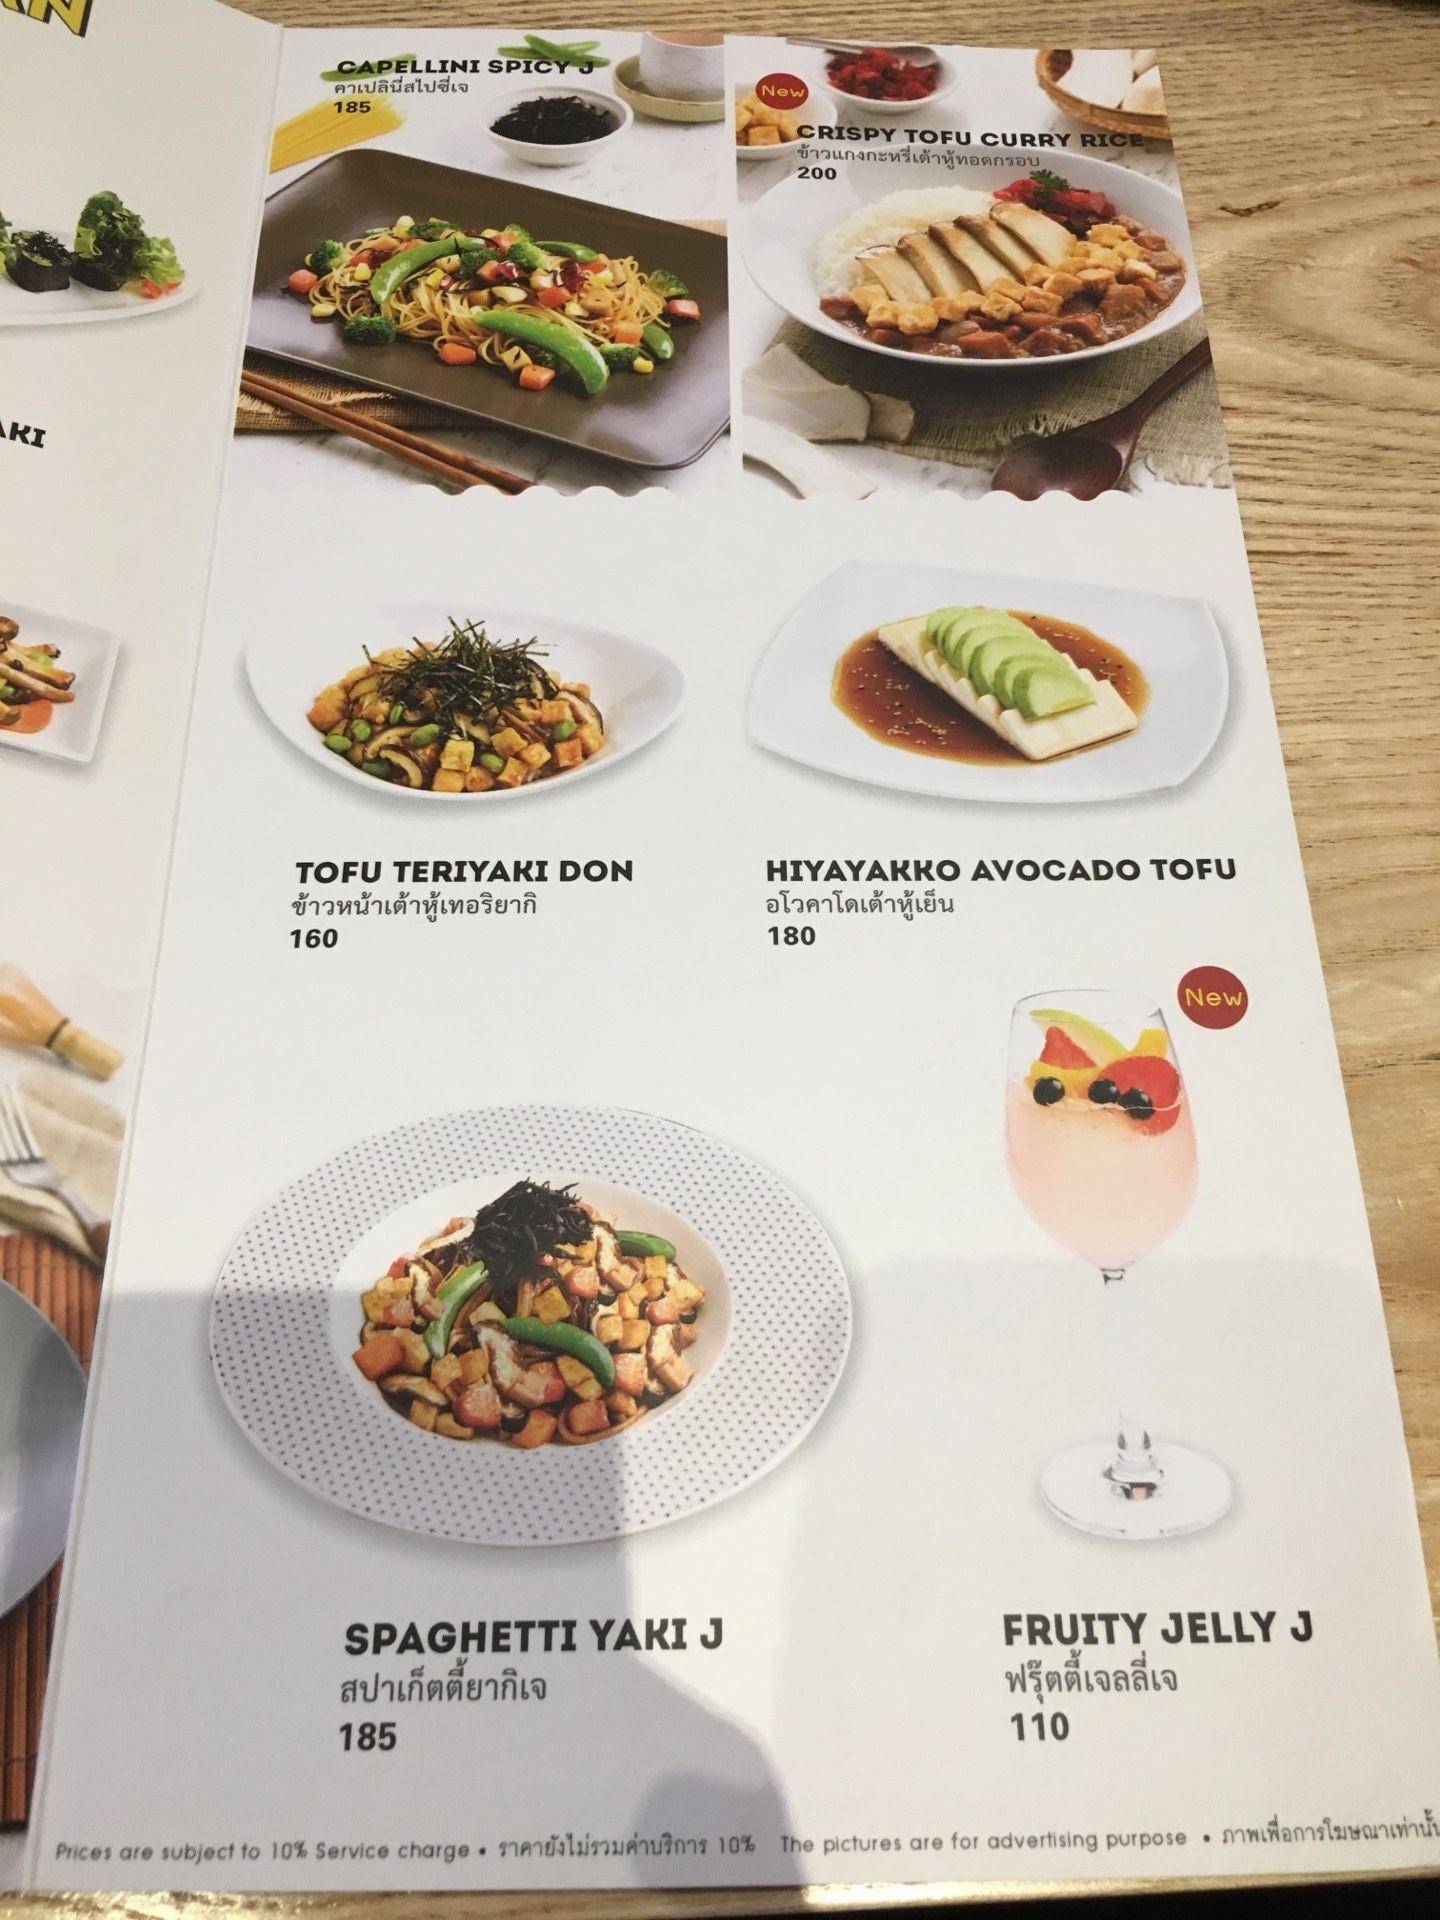 AKI
CAPELLINI SPICY J
คาเปลินี่สไปซี่เจ
185
New
CRISPY TOFU CURRY RICE
ข้าวแกงกะหรี่เต้าหู้ทอดกรอบ
200
TOFU TERIYAKI DON
ข้าวหน้าเต้าหู้เทอริยากิ
160
HIYAYAKKO AVOCADO TOFU
อโวคาโดเต้าหู้เย็น
180
New
SPAGHETTI YAKI J
สปาเก็ตตี้ยากิเจ
185
FRUITY JELLY J
ฟรุ๊ตตี้เจลลี่เจ
110
Prices are subject to 10% Service charge • ราคายังไม่รวมค่าบริการ 10% The pictures are for advertising purpose • ภาพเพื่อการโฆษณาเท่านั้น